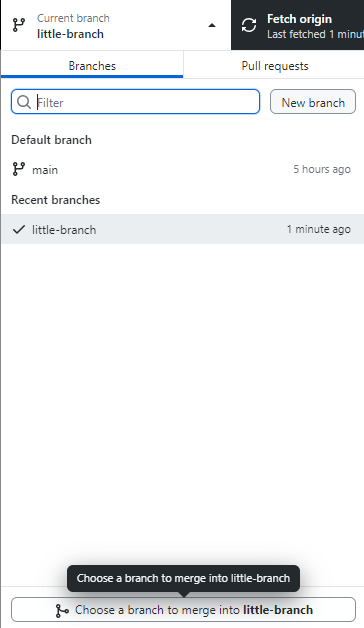 Current branch
little-branch
Fetch origin
Last fetched 1 minut
Branches
Pull requests
Filter
New branch
Default branch
main
5 hours ago
Recent branches
little-branch
1 minute ago
Choose a branch to merge into little-branch
Choose a branch to merge into little-branch